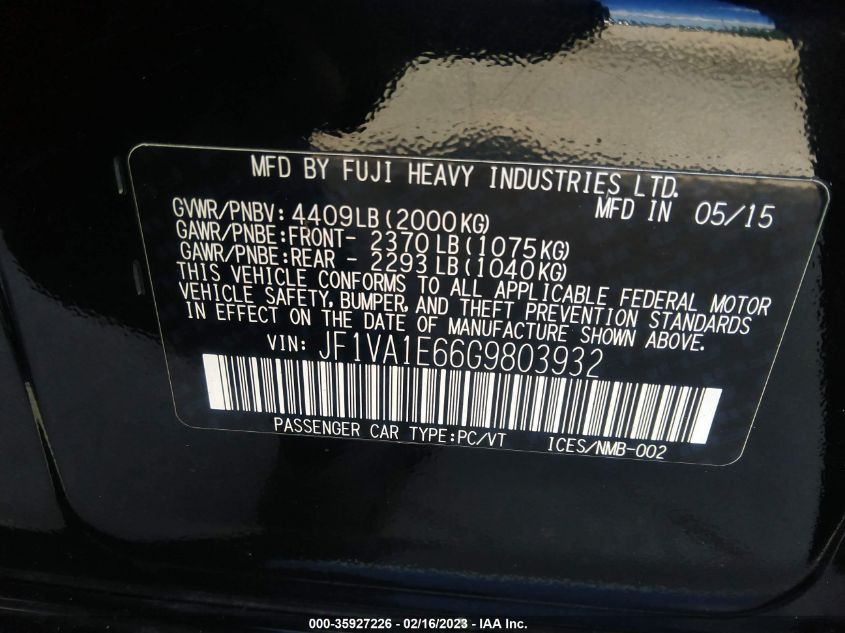 MFD BY FUJI HEAVY INDUSTRIES LTD.
MFD IN 05/15
GVWR/PNBV: 4409LB(2000KG)
GAWR/PNBE:FRONT- 2370LB(1075KG)
GAWR/PNBE:REAR - 2293LB(1040KG)
THIS VEHICLE CONFORMS TO ALL APPLICABLE FEDERAL MOTOR
VEHICLE SAFETY, BUMPER, AND THEFT PREVENTION STANDARDS
IN EFFECT ON THE DATE OF MANUFACTURE SHOWN ABOVE.
VIN: JF1VA1E66G9803932
PASSENGER CAR TYPE:PC/VT ICES/NMB-002
000-35927226 - 02/16/2023 - IAA Inc.